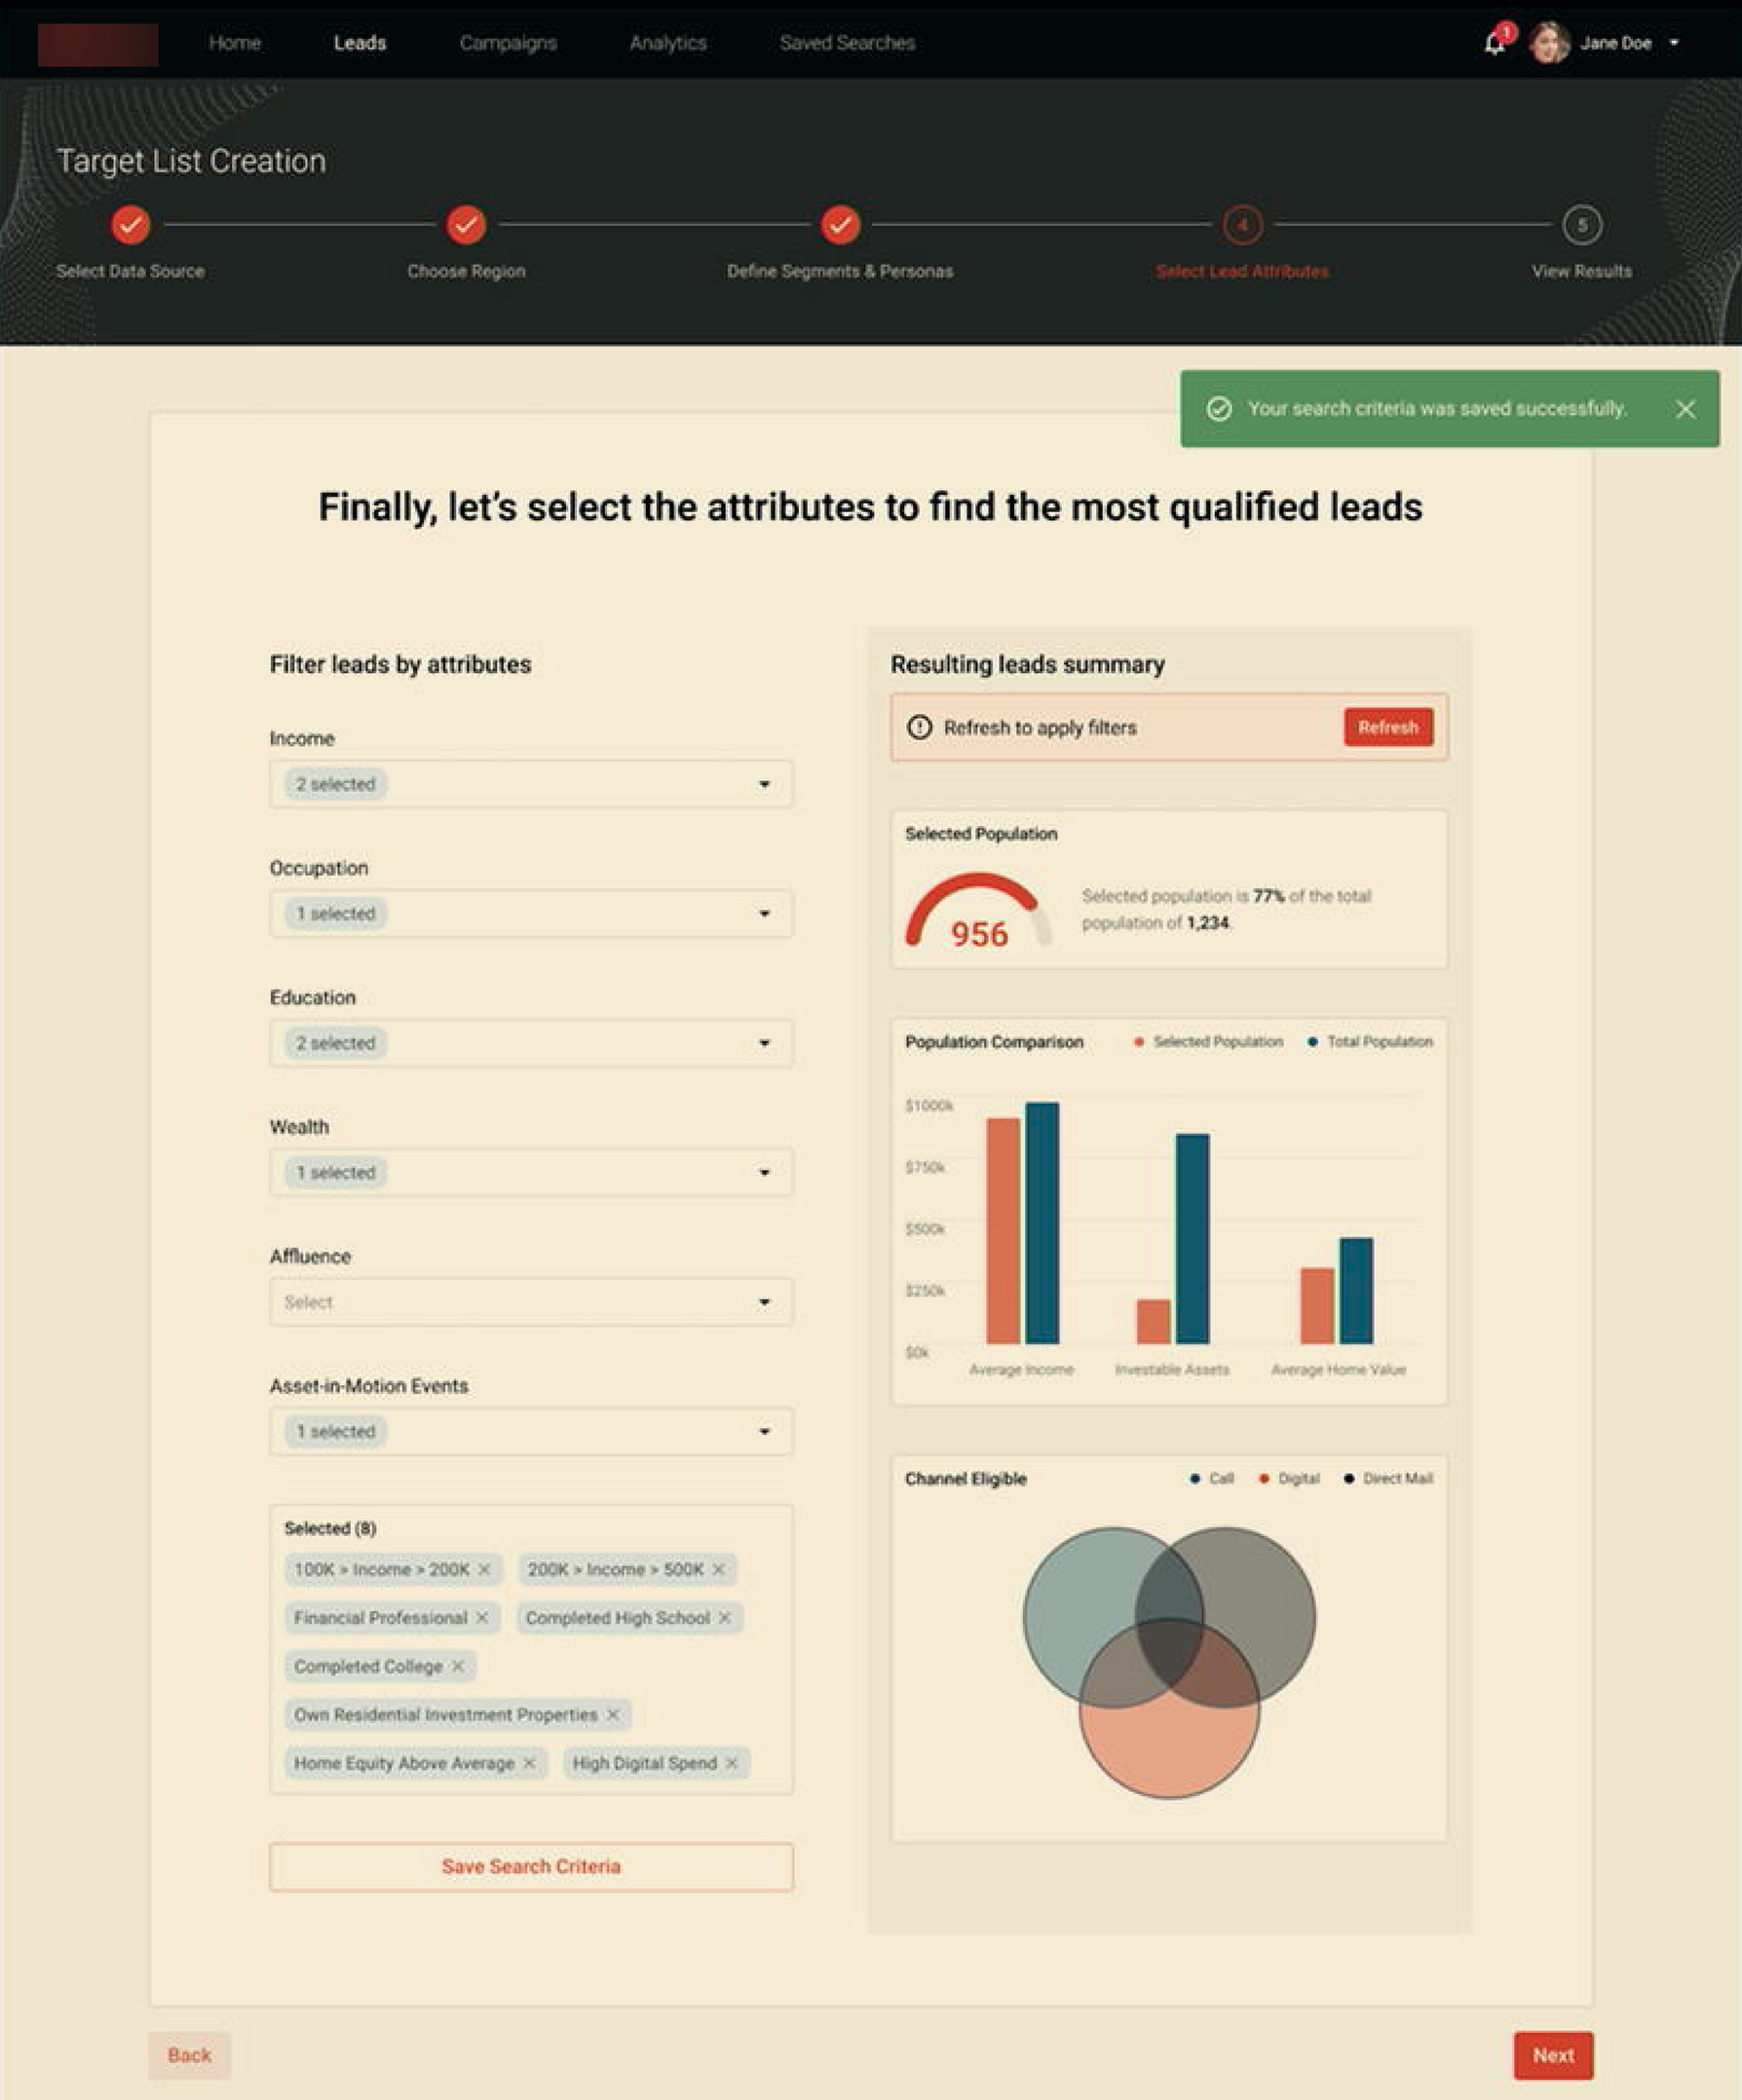 Home Leads Campaigns Analytics Saved Searches 1 Jane Doe
Target List Creation
4 5
Select Data Source Choose Region Define Segments & Personas Select Lead Attributes View Results
Your search criteria was saved successfully.
Finally, let's select the attributes to find the most qualified leads
Filter leads by attributes
Income
2 selected
Occupation
1 selected
Education
2 selected
Wealth
1 selected
Affluence
Select
Asset-in-Motion Events
1 selected
Selected (8)
100K > Income > 200K × 200K > Income > 500K ×
Financial Professional × Completed High School ×
Completed College ×
Own Residential Investment Properties ×
Home Equity Above Average × High Digital Spend ×
Save Search Criteria
Resulting leads summary
Refresh to apply filters Refresh
Selected Population
956
Selected population is 77% of the total
population of 1,234.
Population Comparison Selected Population Total Population
$1000k
$750k
$500k
$250k
$0k
Average Income Investable Assets Average Home Value
Channel Eligible Call Digital Direct Mail
Back Next